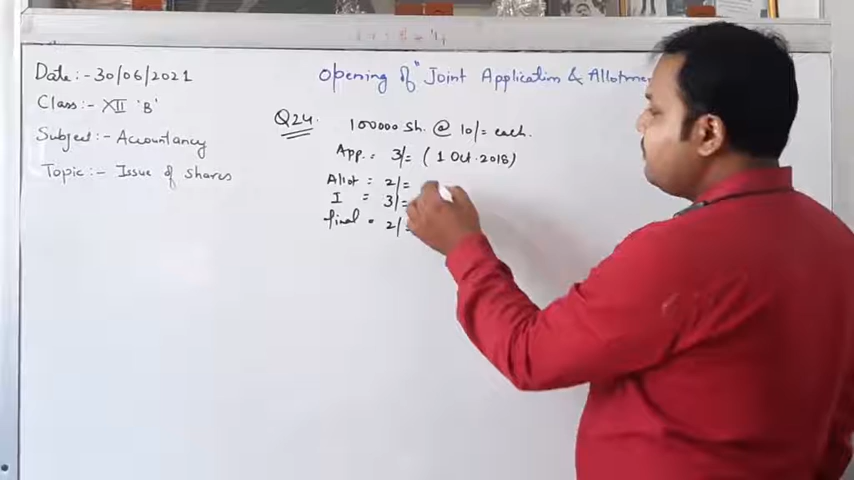 Date:- 30/06/2021
Class:- XII 'B'
Subject:- Accountancy
Topic:- Issue of Shares
Opening of Joint Application & Allotmen
Q24.
100000 sh. @ 10/= each.
App. = 3/= (1 Oct. 2018)
Allot = 2/=
I = 3/=
final = 2/=